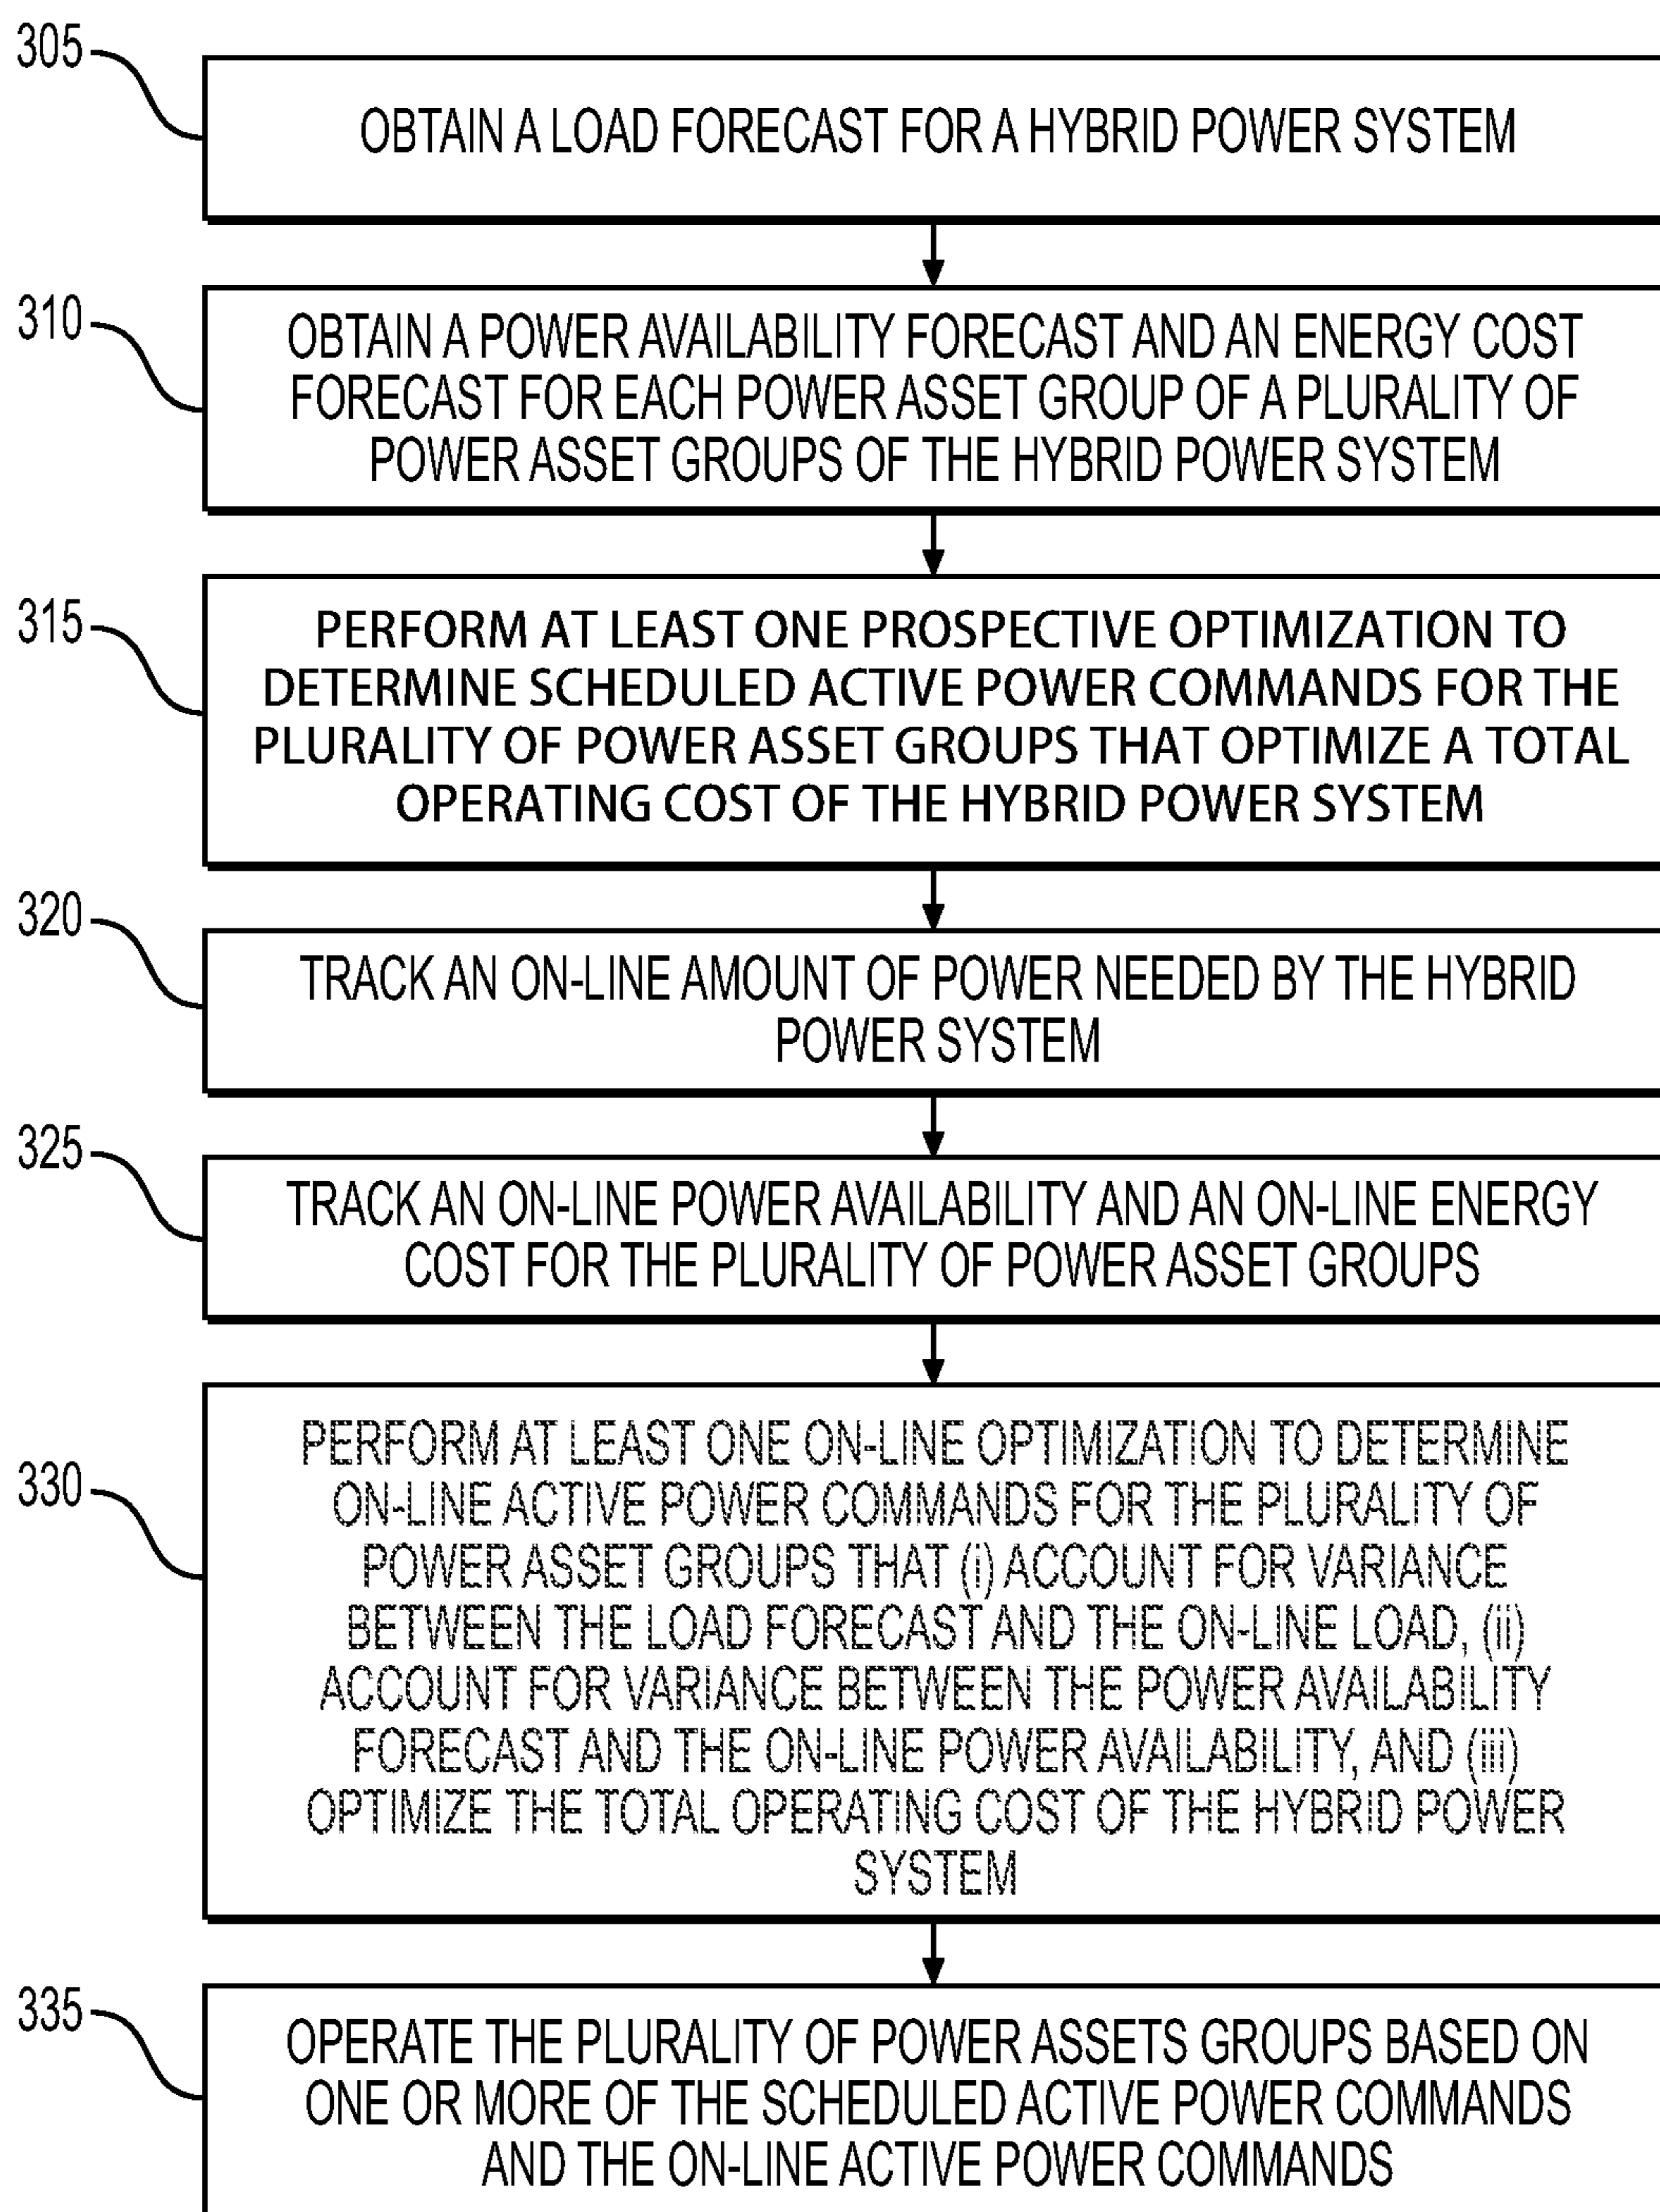 305
OBTAIN A LOAD FORECAST FOR A HYBRID POWER SYSTEM
310
OBTAIN A POWER AVAILABILITY FORECAST AND AN ENERGY COST
FORECAST FOR EACH POWER ASSET GROUP OF A PLURALITY OF
POWER ASSET GROUPS OF THE HYBRID POWER SYSTEM
315
PERFORM AT LEAST ONE PROSPECTIVE OPTIMIZATION TO
DETERMINE SCHEDULED ACTIVE POWER COMMANDS FOR THE
PLURALITY OF POWER ASSET GROUPS THAT OPTIMIZE A TOTAL
OPERATING COST OF THE HYBRID POWER SYSTEM
320
TRACK AN ON-LINE AMOUNT OF POWER NEEDED BY THE HYBRID
POWER SYSTEM
325
TRACK AN ON-LINE POWER AVAILABILITY AND AN ON-LINE ENERGY
COST FOR THE PLURALITY OF POWER ASSET GROUPS
330
PERFORM AT LEAST ONE ON-LINE OPTIMIZATION TO DETERMINE
ON-LINE ACTIVE POWER COMMANDS FOR THE PLURALITY OF
POWER ASSET GROUPS THAT (i) ACCOUNT FOR VARIANCE
BETWEEN THE LOAD FORECAST AND THE ON-LINE LOAD, (ii)
ACCOUNT FOR VARIANCE BETWEEN THE POWER AVAILABILITY
FORECAST AND THE ON-LINE POWER AVAILABILITY, AND (iii)
OPTIMIZE THE TOTAL OPERATING COST OF THE HYBRID POWER
SYSTEM
335
OPERATE THE PLURALITY OF POWER ASSETS GROUPS BASED ON
ONE OR MORE OF THE SCHEDULED ACTIVE POWER COMMANDS
AND THE ON-LINE ACTIVE POWER COMMANDS